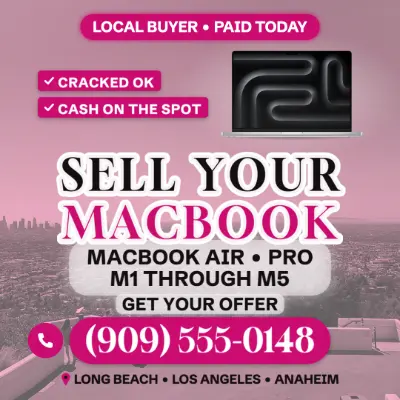 LOCAL BUYER • PAID TODAY
✓ CRACKED OK
✓ CASH ON THE SPOT
SELL YOUR
MACBOOK
MACBOOK AIR • PRO
M1 THROUGH M5
GET YOUR OFFER
(909) 555-0148
LONG BEACH • LOS ANGELES • ANAHEIM